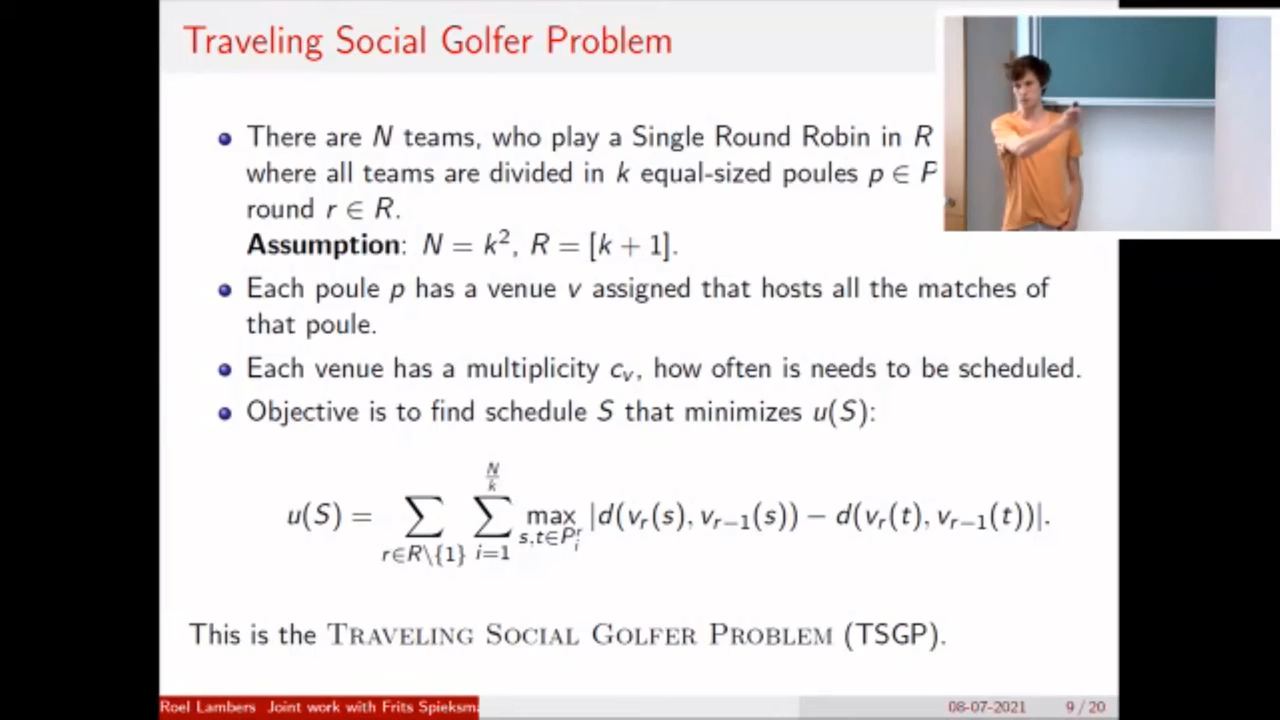 Traveling Social Golfer Problem
There are N teams, who play a Single Round Robin in R
where all teams are divided in k equal-sized poules p ∈ P
round r ∈ R.
Assumption: N = k², R = [k + 1].
Each poule p has a venue v assigned that hosts all the matches of
that poule.
Each venue has a multiplicity c_v, how often is needs to be scheduled.
Objective is to find schedule S that minimizes u(S):
u(S) = ∑_{r∈R\{1}} ∑_{i=1}^{N/k} max_{s,t∈P_i^r} |d(v_r(s), v_{r−1}(s)) − d(v_r(t), v_{r−1}(t))|.
This is the TRAVELING SOCIAL GOLFER PROBLEM (TSGP).
Roel Lambers Joint work with Frits Spieksma
08-07-2021 9 / 20